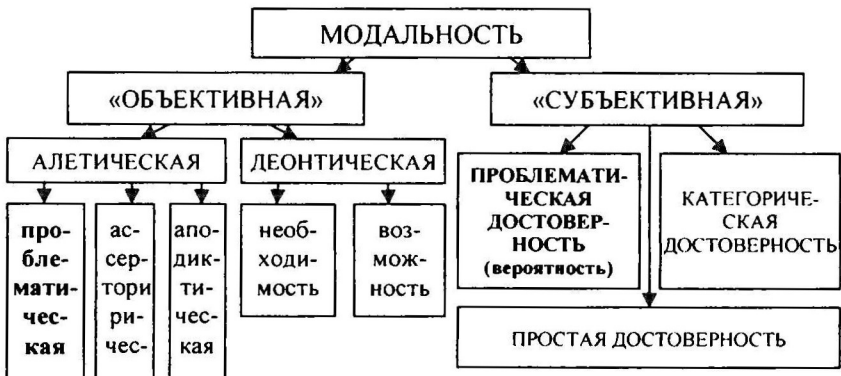 МОДАЛЬНОСТЬ
«ОБЪЕКТИВНАЯ»
«СУБЪЕКТИВНАЯ»
АЛЕТИЧЕСКАЯ
ДЕОНТИЧЕСКАЯ
про-
бле-
мати-
чес-
кая
ас-
сер-
тори
ри-
чес-
апо-
дик-
ти-
чес-
кая
необ-
ходи-
мость
воз-
мож-
ность
ПРОБЛЕМАТИ-
ЧЕСКАЯ
ДОСТОВЕР-
НОСТЬ
(вероятность)
КАТЕГОРИЧЕ-
СКАЯ
ДОСТОВЕРНОСТЬ
ПРОСТАЯ ДОСТОВЕРНОСТЬ